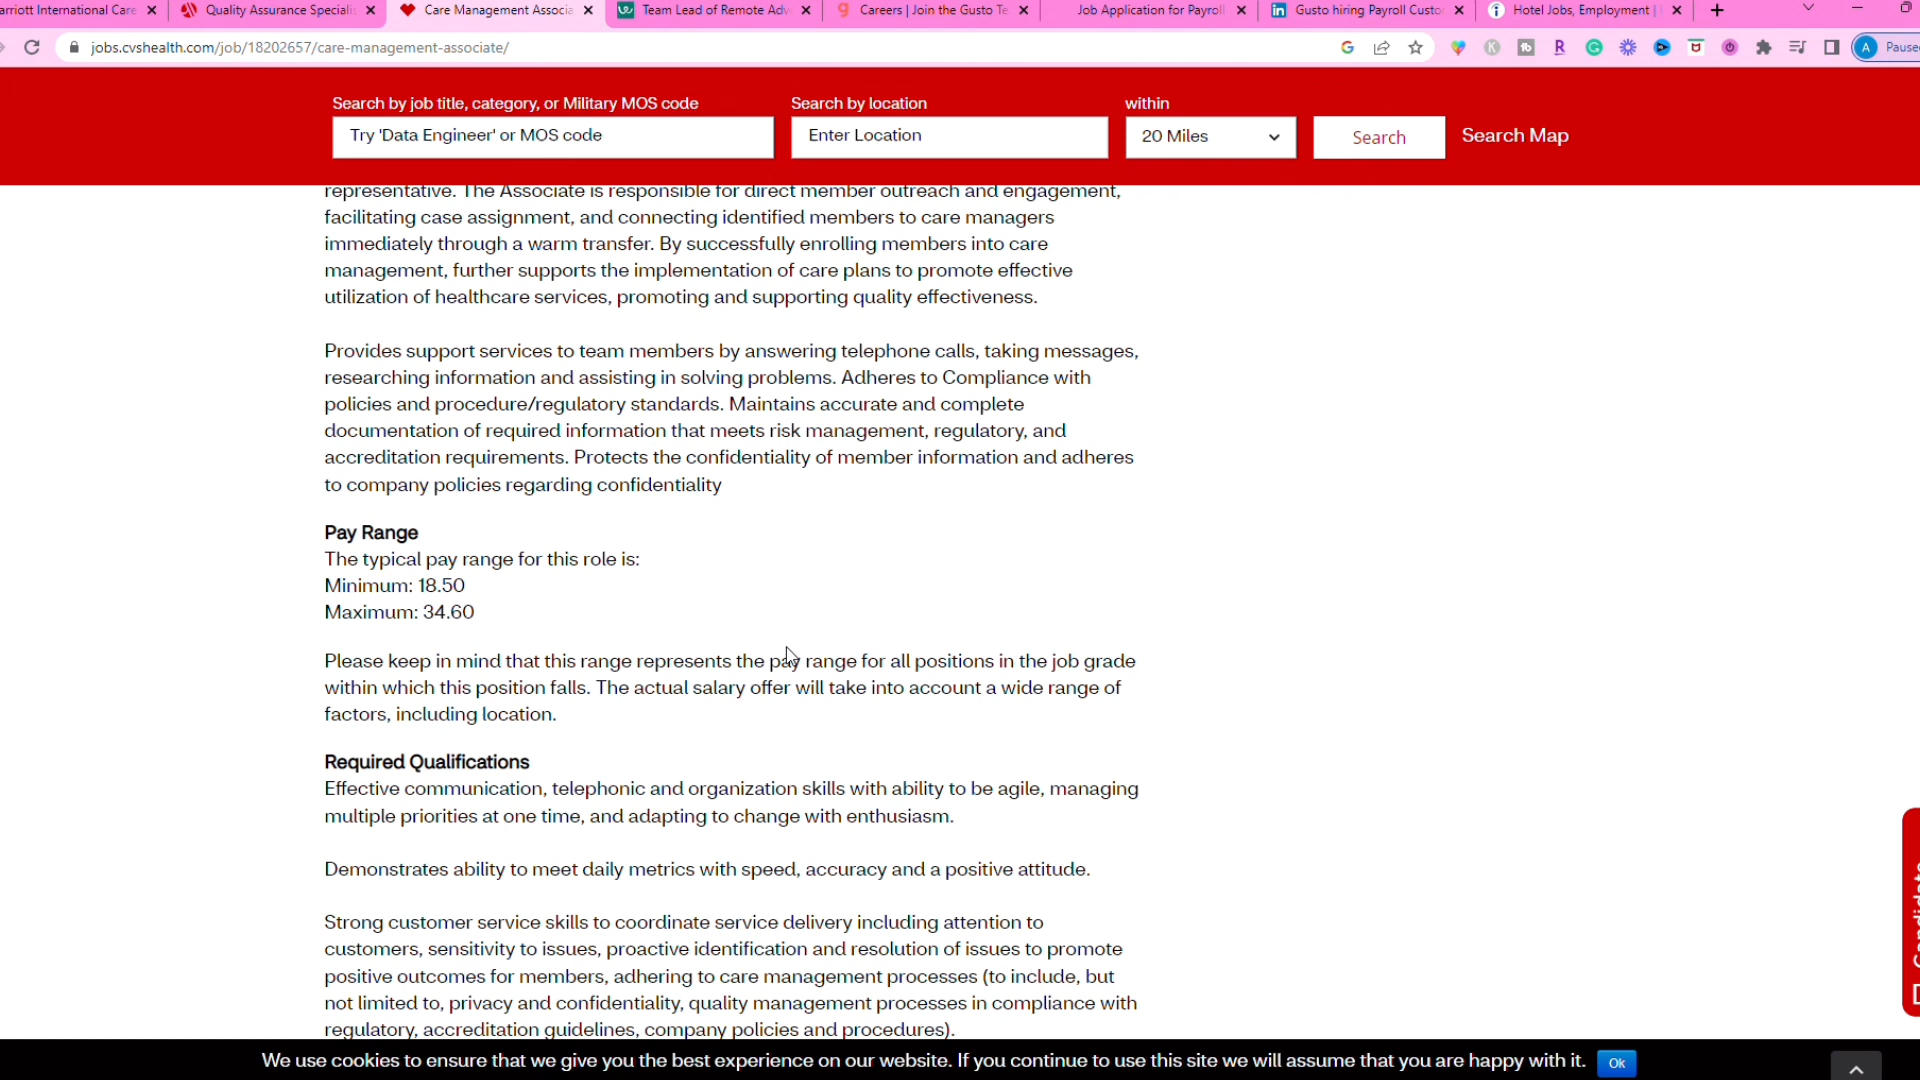 arriott International Care
Quality Assurance Specialis
Care Management Associa
Team Lead of Remote Adv
Careers | Join the Gusto Te
Job Application for Payroll
Gusto hiring Payroll Custo
Hotel Jobs, Employment |
jobs.cvshealth.com/job/18202657/care-management-associate/
Pause
Search by job title, category, or Military MOS code
Search by location
within
Try 'Data Engineer' or MOS code
Enter Location
20 Miles
Search
Search Map
representative. The Associate is responsible for direct member outreach and engagement,
facilitating case assignment, and connecting identified members to care managers
immediately through a warm transfer. By successfully enrolling members into care
management, further supports the implementation of care plans to promote effective
utilization of healthcare services, promoting and supporting quality effectiveness.
Provides support services to team members by answering telephone calls, taking messages,
researching information and assisting in solving problems. Adheres to Compliance with
policies and procedure/regulatory standards. Maintains accurate and complete
documentation of required information that meets risk management, regulatory, and
accreditation requirements. Protects the confidentiality of member information and adheres
to company policies regarding confidentiality
Pay Range
The typical pay range for this role is:
Minimum: 18.50
Maximum: 34.60
Please keep in mind that this range represents the pay range for all positions in the job grade
within which this position falls. The actual salary offer will take into account a wide range of
factors, including location.
Required Qualifications
Effective communication, telephonic and organization skills with ability to be agile, managing
multiple priorities at one time, and adapting to change with enthusiasm.
Demonstrates ability to meet daily metrics with speed, accuracy and a positive attitude.
Strong customer service skills to coordinate service delivery including attention to
customers, sensitivity to issues, proactive identification and resolution of issues to promote
positive outcomes for members, adhering to care management processes (to include, but
not limited to, privacy and confidentiality, quality management processes in compliance with
regulatory, accreditation guidelines, company policies and procedures).
We use cookies to ensure that we give you the best experience on our website. If you continue to use this site we will assume that you are happy with it.
Ok